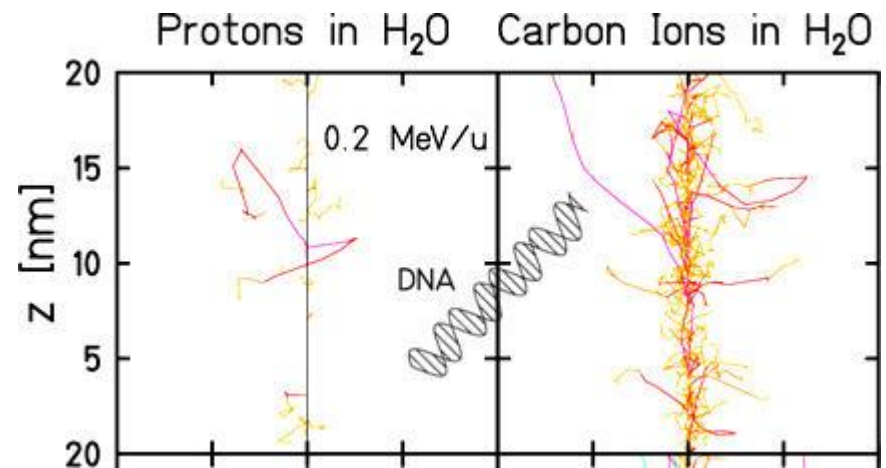 Protons in H₂O
Carbon Ions in H₂O
20
0.2 MeV/u
15
z [nm]
10
DNA
5
20